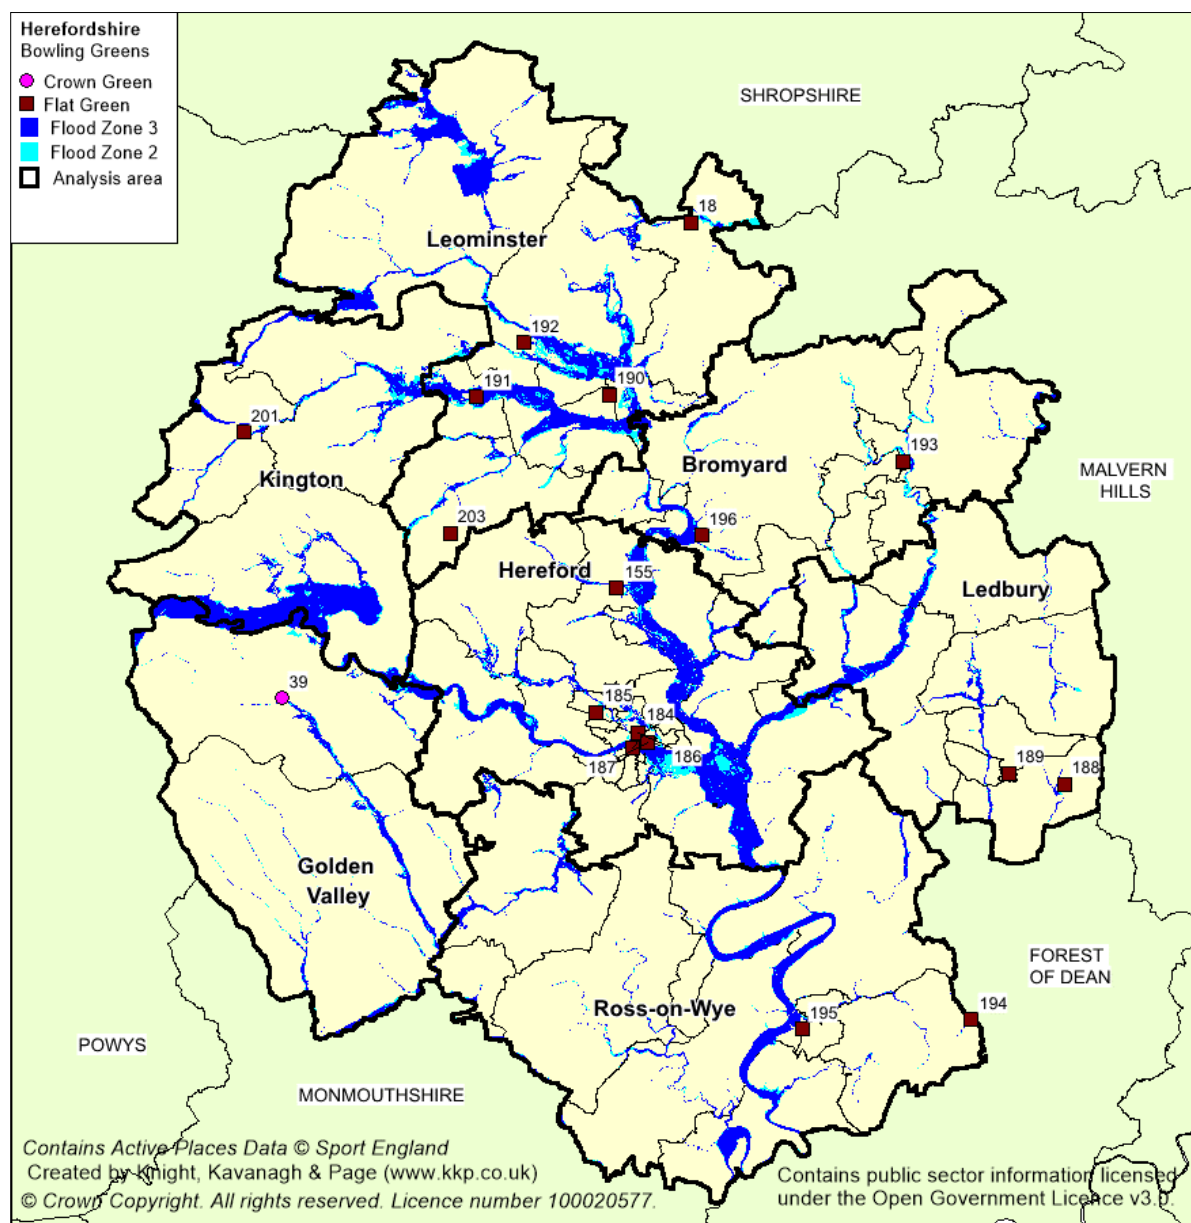 Herefordshire
Bowling Greens
Crown Green
Flat Green
Flood Zone 3
Flood Zone 2
Analysis area
SHROPSHIRE
18
Leominster
192
191
190
201
Kington
Bromyard
193
MALVERN
HILLS
203
196
Hereford
155
Ledbury
39
185
184
187
186
189
188
Golden
Valley
FOREST
OF DEAN
Ross-on-Wye
195
194
POWYS
MONMOUTHSHIRE
Contains Active Places Data © Sport England
Created by Knight, Kavanagh & Page (www.kkp.co.uk)
© Crown Copyright. All rights reserved. Licence number 100020577.
Contains public sector information licensed
under the Open Government Licence v3.0.